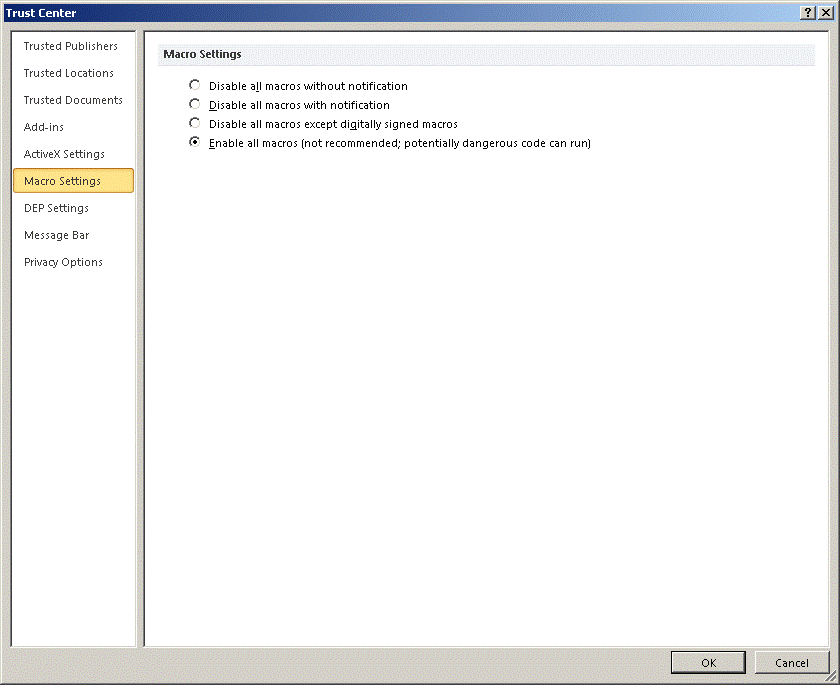 Trust Center
Trusted Publishers
Trusted Locations
Trusted Documents
Add-ins
ActiveX Settings
Macro Settings
DEP Settings
Message Bar
Privacy Options
Macro Settings
Disable all macros without notification
Disable all macros with notification
Disable all macros except digitally signed macros
Enable all macros (not recommended; potentially dangerous code can run)
OK
Cancel